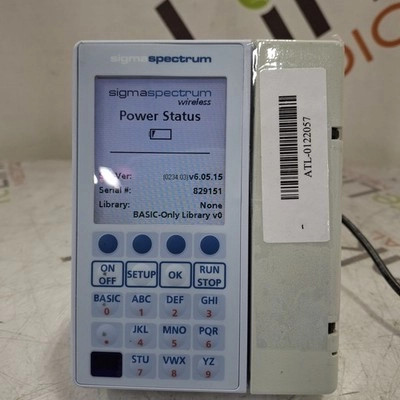 sigmaspectrum
sigmaspectrum
wireless
Power Status
Ver: (0234.03)v6.05.15
Serial #: 829151
Library: None
BASIC-Only Library v0
ATL-0122057
ON
OFF
SETUP
OK
RUN
STOP
BASIC ABC DEF GHI
0 1 2 3
. JKL MNO PQR
4 5 6
STU VWX YZ
7 8 9